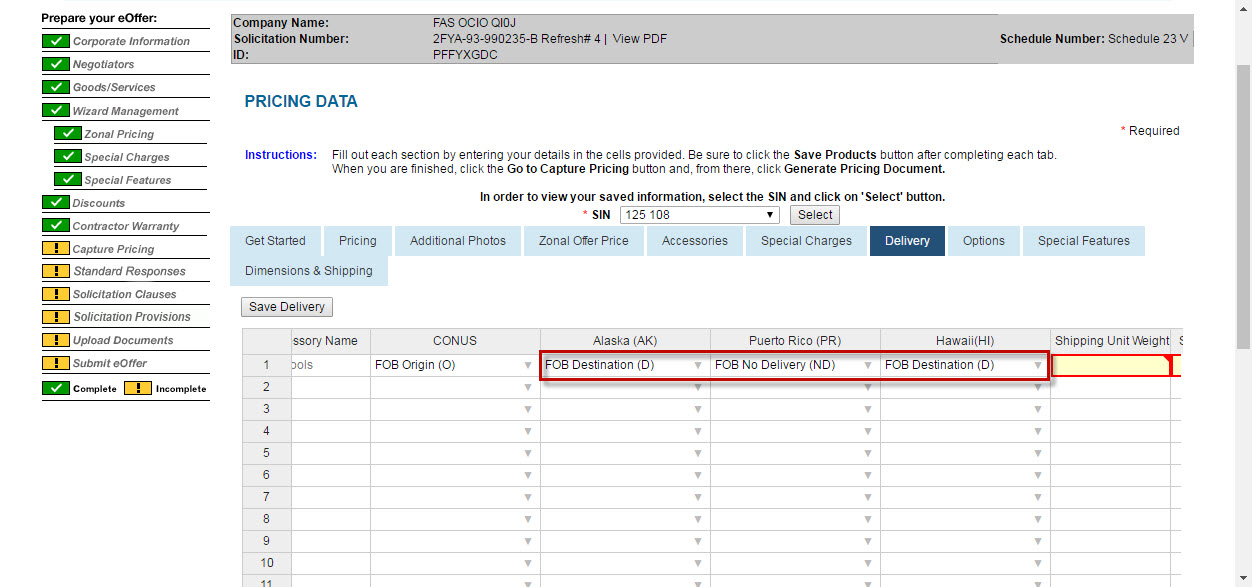 Prepare your eOffer:
Corporate Information
Negotiators
Goods/Services
Wizard Management
Zonal Pricing
Special Charges
Special Features
Discounts
Contractor Warranty
Capture Pricing
Standard Responses
Solicitation Clauses
Solicitation Provisions
Upload Documents
Submit eOffer
Complete Incomplete
Company Name: FAS OCIO QI0J
Solicitation Number: 2FYA-93-990235-B Refresh# 4 | View PDF Schedule Number: Schedule 23 V
ID: PFFYXGDC
PRICING DATA
* Required
Instructions: Fill out each section by entering your details in the cells provided. Be sure to click the Save Products button after completing each tab.
When you are finished, click the Go to Capture Pricing button and, from there, click Generate Pricing Document.
In order to view your saved information, select the SIN and click on 'Select' button.
* SIN 125 108 Select
Get Started Pricing Additional Photos Zonal Offer Price Accessories Special Charges Delivery Options Special Features
Dimensions & Shipping
Save Delivery
ssory Name CONUS Alaska (AK) Puerto Rico (PR) Hawaii(HI) Shipping Unit Weight S
1 ools FOB Origin (O) FOB Destination (D) FOB No Delivery (ND) FOB Destination (D)
2
3
4
5
6
7
8
9
10
11